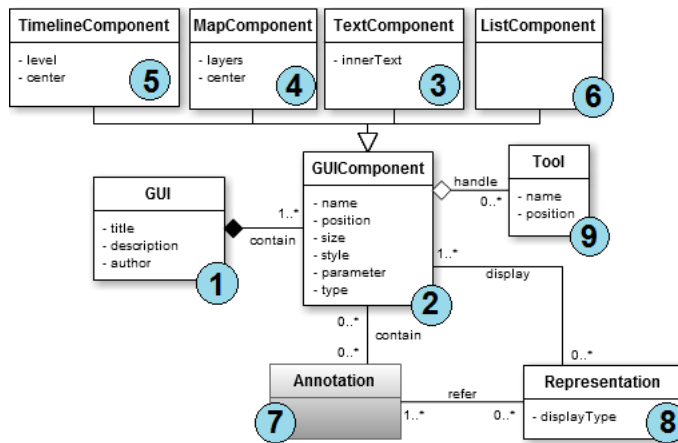 TimelineComponent
- level
- center
5
MapComponent
- layers
- center
4
TextComponent
- innerText
3
ListComponent
6
GUI
- title
- description
- author
1
1..*
contain
GUIComponent
- name
- position
- size
- style
- parameter
- type
2
handle
0..*
Tool
- name
- position
9
1..*
display
0..*
0..*
contain
0..*
Annotation
7
refer
1..*
0..*
Representation
- displayType
8